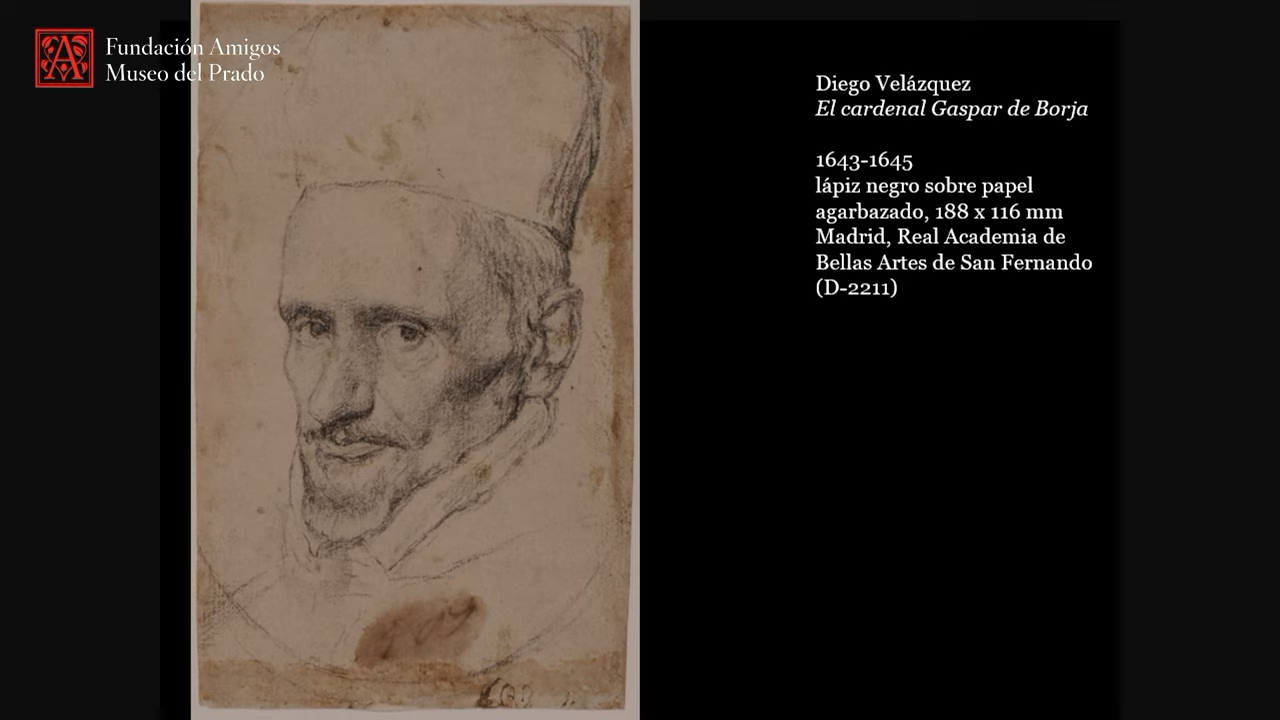 Fundación Amigos
Museo del Prado
Diego Velázquez
El cardenal Gaspar de Borja
1643-1645
lápiz negro sobre papel
agarbazado, 188 x 116 mm
Madrid, Real Academia de
Bellas Artes de San Fernando
(D-2211)